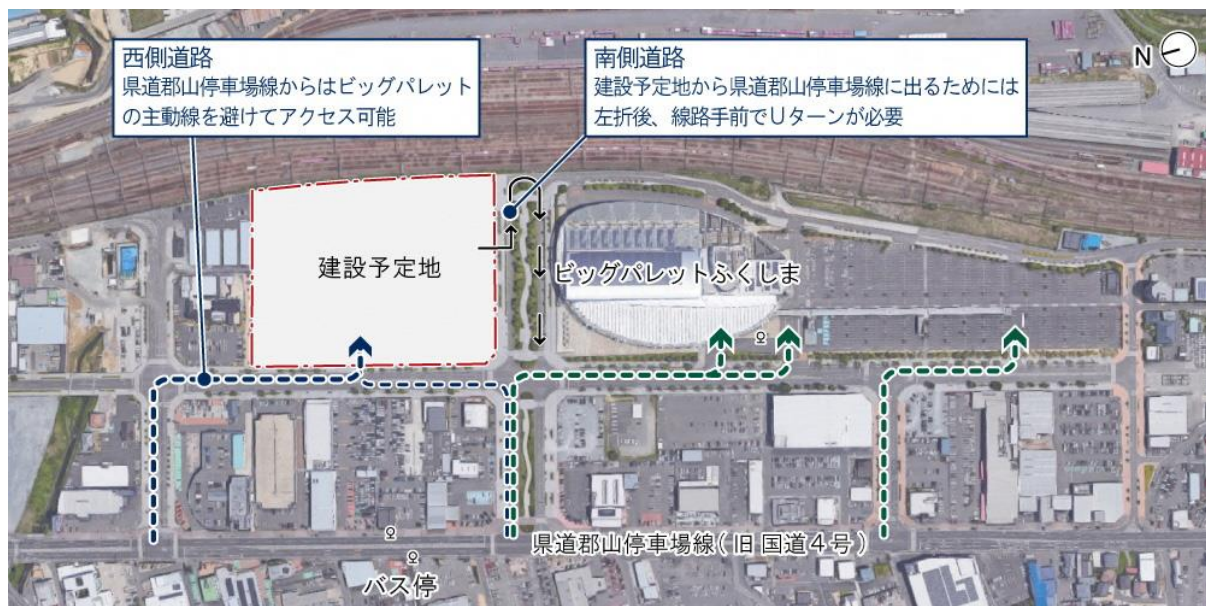 西側道路
県道郡山停車場線からはビッグパレット
の主動線を避けてアクセス可能
南側道路
建設予定地から県道郡山停車場線に出るためには
左折後、線路手前でUターンが必要
N
建設予定地
ビッグパレットふくしま
県道郡山停車場線(旧国道4号)
バス停